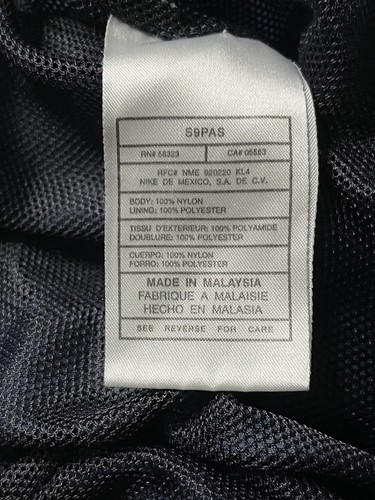 S9PAS
RN# 56323 CA# 05553
RFC# NME 920220 KL4
NIKE DE MEXICO, S.A. DE C.V.
BODY: 100% NYLON
LINING: 100% POLYESTER
TISSU D'EXTERIEUR: 100% POLYAMIDE
DOUBLURE: 100% POLYESTER
CUERPO: 100% NYLON
FORRO: 100% POLYESTER
MADE IN MALAYSIA
FABRIQUE A MALAISIE
HECHO EN MALASIA
SEE REVERSE FOR CARE